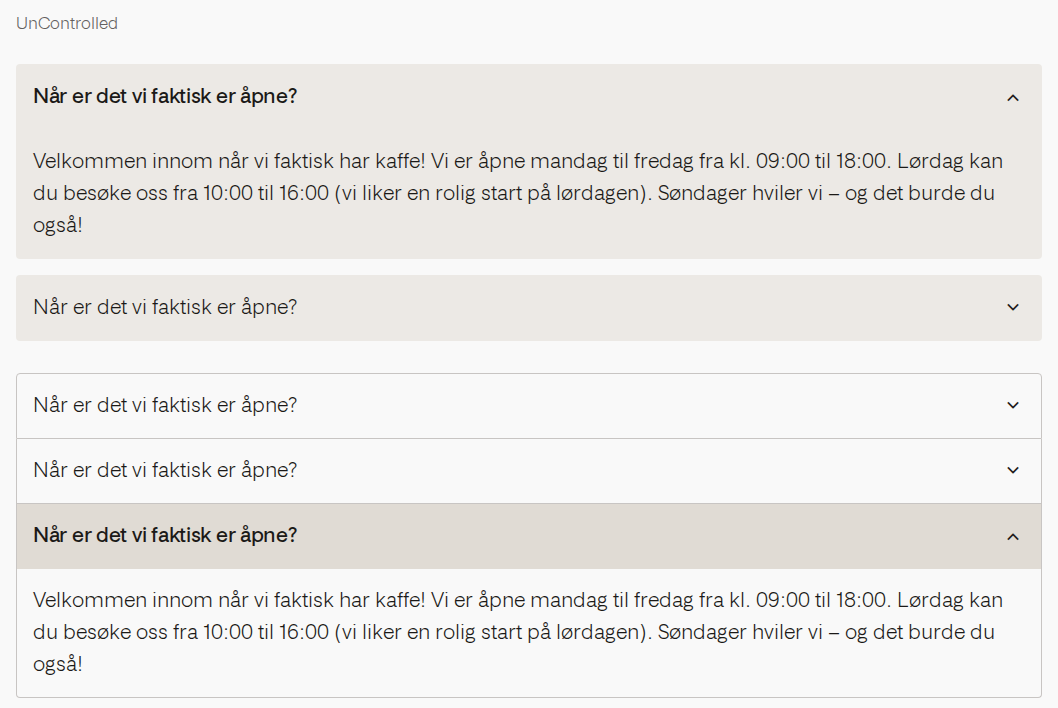 UnControlled
Når er det vi faktisk er åpne?
Velkommen innom når vi faktisk har kaffe! Vi er åpne mandag til fredag fra kl. 09:00 til 18:00. Lørdag kan
du besøke oss fra 10:00 til 16:00 (vi liker en rolig start på lørdagen). Søndager hviler vi – og det burde du
også!
Når er det vi faktisk er åpne?
Når er det vi faktisk er åpne?
Når er det vi faktisk er åpne?
Når er det vi faktisk er åpne?
Velkommen innom når vi faktisk har kaffe! Vi er åpne mandag til fredag fra kl. 09:00 til 18:00. Lørdag kan
du besøke oss fra 10:00 til 16:00 (vi liker en rolig start på lørdagen). Søndager hviler vi – og det burde du
også!